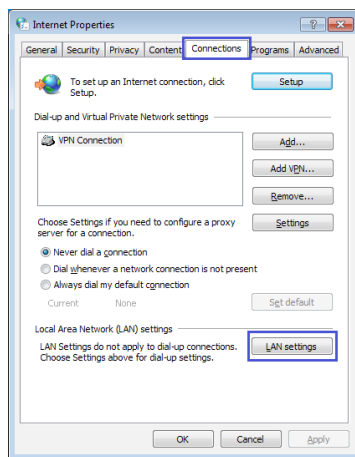 Internet Properties
General Security Privacy Content Connections Programs Advanced
To set up an Internet connection, click Setup
Setup.
Dial-up and Virtual Private Network settings
VPN Connection
Add...
Add VPN...
Remove...
Choose Settings if you need to configure a proxy Settings
server for a connection.
Never dial a connection
Dial whenever a network connection is not present
Always dial my default connection
Current None Set default
Local Area Network (LAN) settings
LAN Settings do not apply to dial-up connections. LAN settings
Choose Settings above for dial-up settings.
OK Cancel Apply